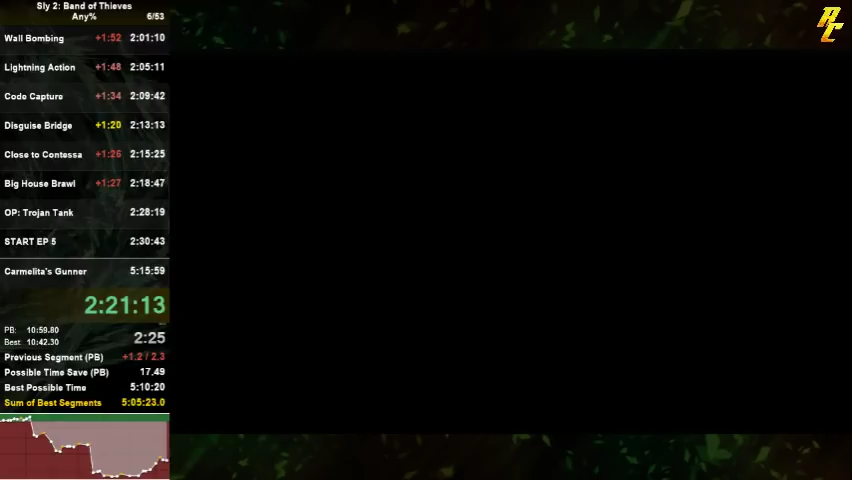 Sly 2: Band of Thieves
Any% 6/53
Wall Bombing +1:52 2:01:10
Lightning Action +1:48 2:05:11
Code Capture +1:34 2:09:42
Disguise Bridge +1:20 2:13:13
Close to Contessa +1:26 2:15:25
Big House Brawl +1:27 2:18:47
OP: Trojan Tank 2:28:19
START EP 5 2:30:43
Carmelita's Gunner 5:15:59
2:21:13
PB: 10:59.80
Best: 10:42.30 2:25
Previous Segment (PB) +1.2 / 2.3
Possible Time Save (PB) 17.49
Best Possible Time 5:10:20
Sum of Best Segments 5:05:23.0